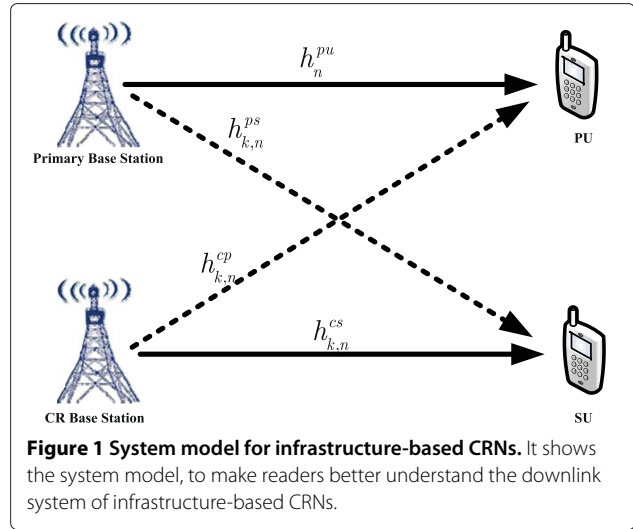 h_n^{pu}
h_{k,n}^{ps}
Primary Base Station
PU
h_{k,n}^{cp}
h_{k,n}^{cs}
CR Base Station
SU
Figure 1 System model for infrastructure-based CRNs. It shows
the system model, to make readers better understand the downlink
system of infrastructure-based CRNs.